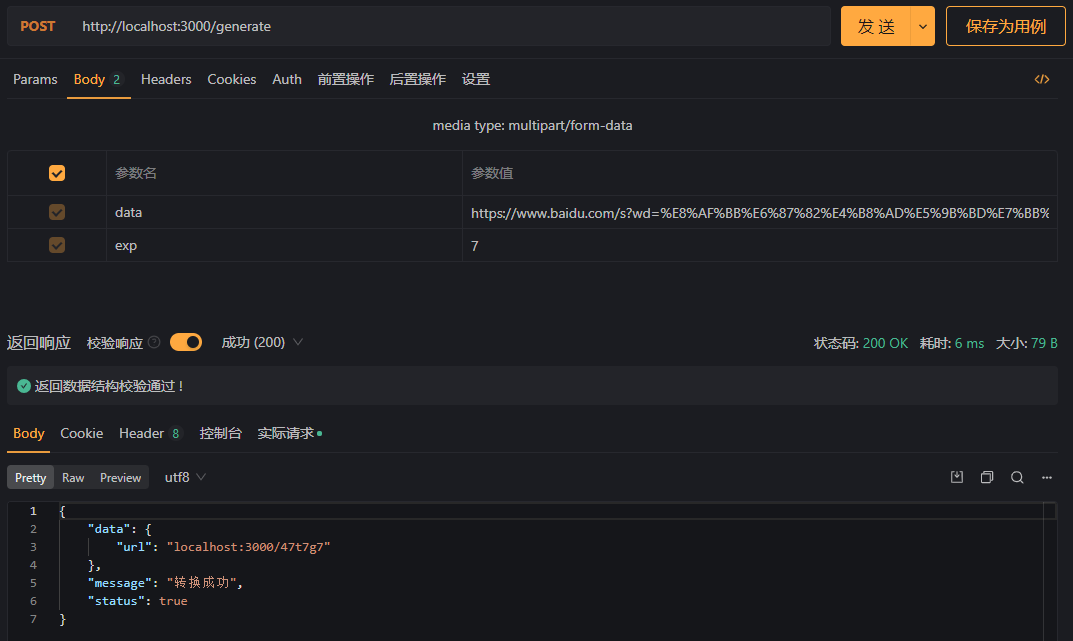 POST http://localhost:3000/generate 发 送 保存为用例
Params Body 2 Headers Cookies Auth 前置操作 后置操作 设置 </>
media type: multipart/form-data
参数名 参数值
data https://www.baidu.com/s?wd=%E8%AF%BB%E6%87%82%E4%B8%AD%E5%9B%BD%E7%BB%
exp 7
返回响应 校验响应 ? 成功 (200) 状态码: 200 OK 耗时: 6 ms 大小: 79 B
返回数据结构校验通过！
Body Cookie Header 8 控制台 实际请求
Pretty Raw Preview utf8
1 {
2 "data": {
3 "url": "localhost:3000/47t7g7"
4 },
5 "message": "转换成功",
6 "status": true
7 }